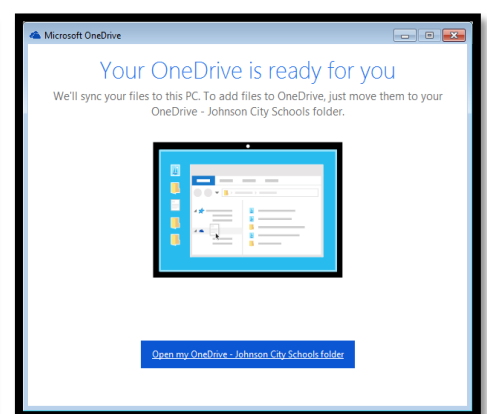 Microsoft OneDrive
Your OneDrive is ready for you
We'll sync your files to this PC. To add files to OneDrive, just move them to your
OneDrive - Johnson City Schools folder.
Open my OneDrive - Johnson City Schools folder